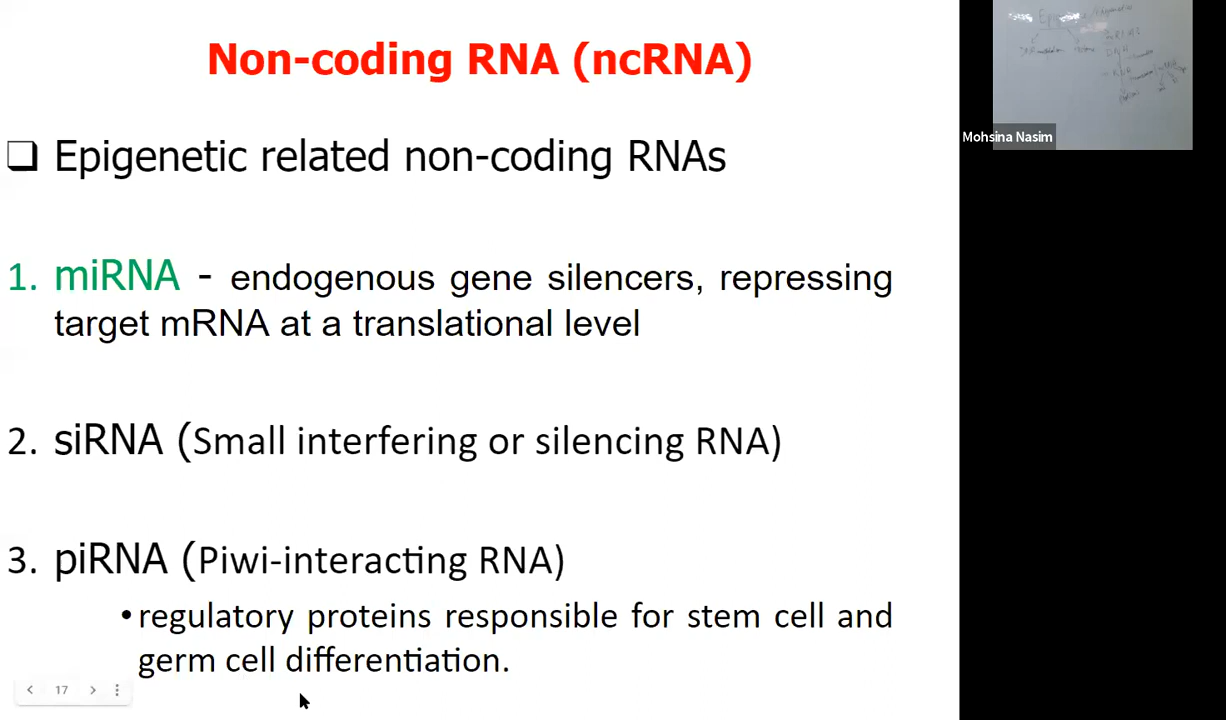 Non-coding RNA (ncRNA)
❑ Epigenetic related non-coding RNAs
1. miRNA - endogenous gene silencers, repressing
target mRNA at a translational level
2. siRNA (Small interfering or silencing RNA)
3. piRNA (Piwi-interacting RNA)
• regulatory proteins responsible for stem cell and
germ cell differentiation.
17
Mohsina Nasim